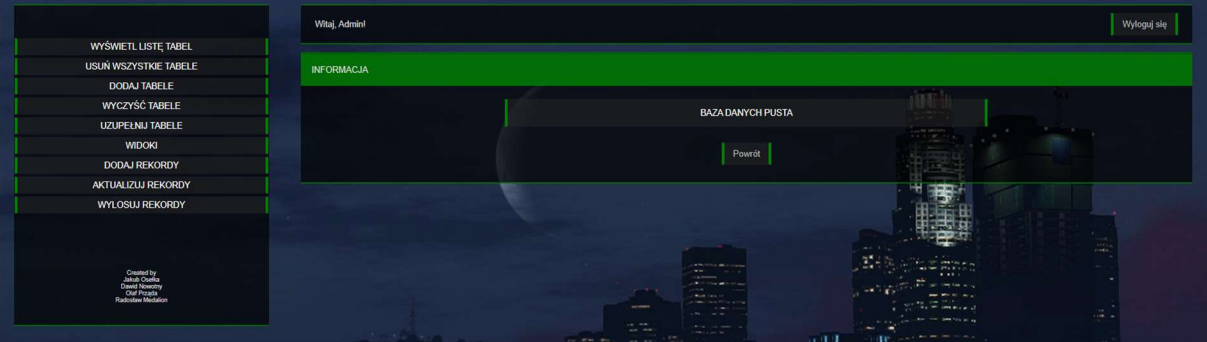 WYŚWIETL LISTĘ TABEL
USUŃ WSZYSTKIE TABELE
DODAJ TABELE
WYCZYŚĆ TABELE
UZUPEŁNIJ TABELE
WIDOKI
DODAJ REKORDY
AKTUALIZUJ REKORDY
WYLOSUJ REKORDY
Created by
Jakub Osełka
Dawid Nowotny
Olaf Prząda
Radosław Medalion
Witaj, Admin!
Wyloguj się
INFORMACJA
BAZA DANYCH PUSTA
Powrót